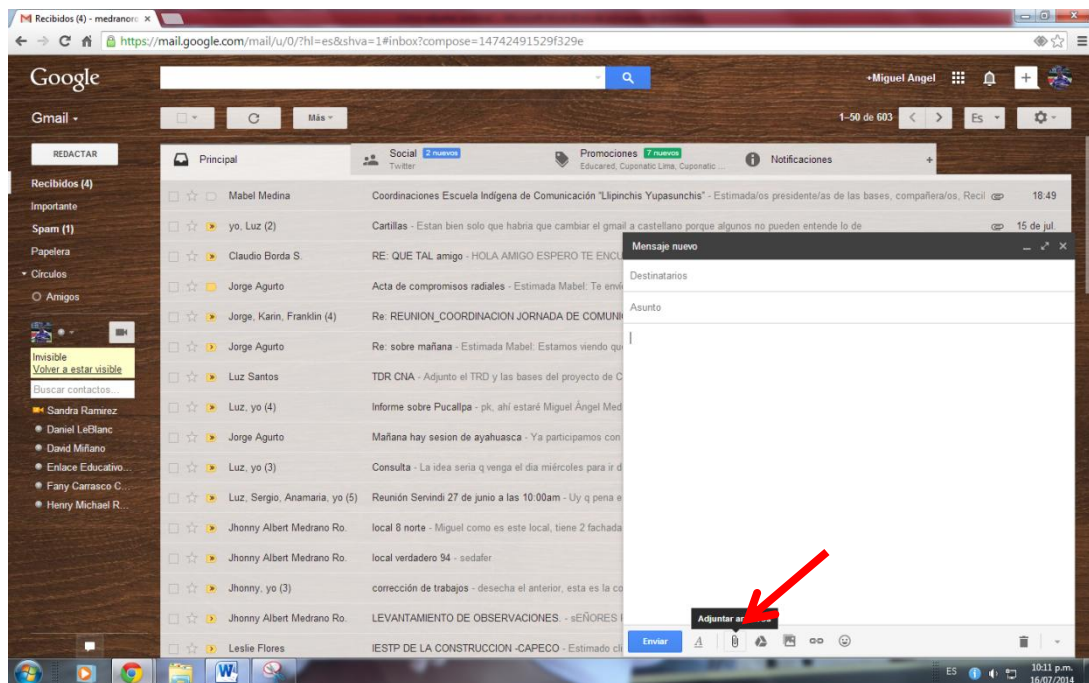 Recibidos (4) - medranorc
https://mail.google.com/mail/u/0/?hl=es&shva=1#inbox?compose=14742491529f329e
Google
+Miguel Angel
Gmail
Más
1–50 de 603
Es
REDACTAR
Principal
Social 2 nuevos
Twitter
Promociones 7 nuevos
Educared, Cuponatic Lima, Cuponatic ...
Notificaciones
+
Recibidos (4)
Importante
Spam (1)
Papelera
Círculos
Amigos
Invisible
Volver a estar visible
Buscar contactos...
Sandra Ramirez
Daniel LeBlanc
David Miñano
Enlace Educativo...
Fany Carrasco C...
Henry Michael R...
Mabel Medina Coordinaciones Escuela Indígena de Comunicación "Llipinchis Yupasunchis" - Estimada/os presidente/as de las bases, compañera/os, Recil 18:49
yo, Luz (2) Cartillas - Estan bien solo que habria que cambiar el gmail a castellano porque algunos no pueden entende lo de 15 de jul.
Claudio Borda S. RE: QUE TAL amigo - HOLA AMIGO ESPERO TE ENCU
Jorge Agurto Acta de compromisos radiales - Estimada Mabel: Te envi
Jorge, Karin, Franklin (4) Re: REUNION_COORDINACION JORNADA DE COMUNI
Jorge Agurto Re: sobre mañana - Estimada Mabel: Estamos viendo qu
Luz Santos TDR CNA - Adjunto el TRD y las bases del proyecto de C
Luz, yo (4) Informe sobre Pucallpa - pk, ahí estaré Miguel Ángel Med
Jorge Agurto Mañana hay sesion de ayahuasca - Ya participamos con
Luz, yo (3) Consulta - La idea seria q venga el dia miércoles para ir d
Luz, Sergio, Anamaria, yo (5) Reunión Servindi 27 de junio a las 10:00am - Uy q pena e
Jhonny Albert Medrano Ro. local 8 norte - Miguel como es este local, tiene 2 fachada
Jhonny Albert Medrano Ro. local verdadero 94 - sedafer
Jhonny, yo (3) corrección de trabajos - desecha el anterior, esta es la co
Jhonny Albert Medrano Ro. LEVANTAMIENTO DE OBSERVACIONES. - sEÑORES
Leslie Flores IESTP DE LA CONSTRUCCION -CAPECO - Estimado cli
Mensaje nuevo
Destinatarios
Asunto
Adjuntar
Enviar
ES
10:11 p.m.
16/07/2014